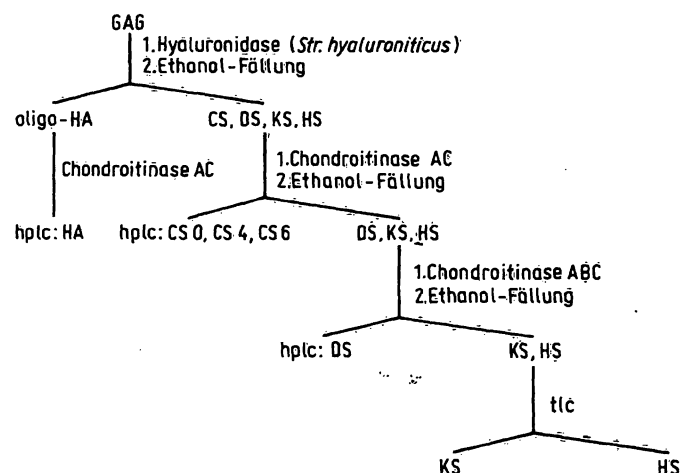 GAG
1.Hyaluronidase (Str. hyaluroniticus)
2.Ethanol-Fällung
oligo-HA
CS, DS, KS, HS
Chondroitinase AC
1.Chondroitinase AC
2.Ethanol-Fällung
hplc: HA
hplc: CS 0, CS 4, CS 6
DS, KS, HS
1.Chondroitinase ABC
2.Ethanol-Fällung
hplc: DS
KS, HS
tlc
KS
HS